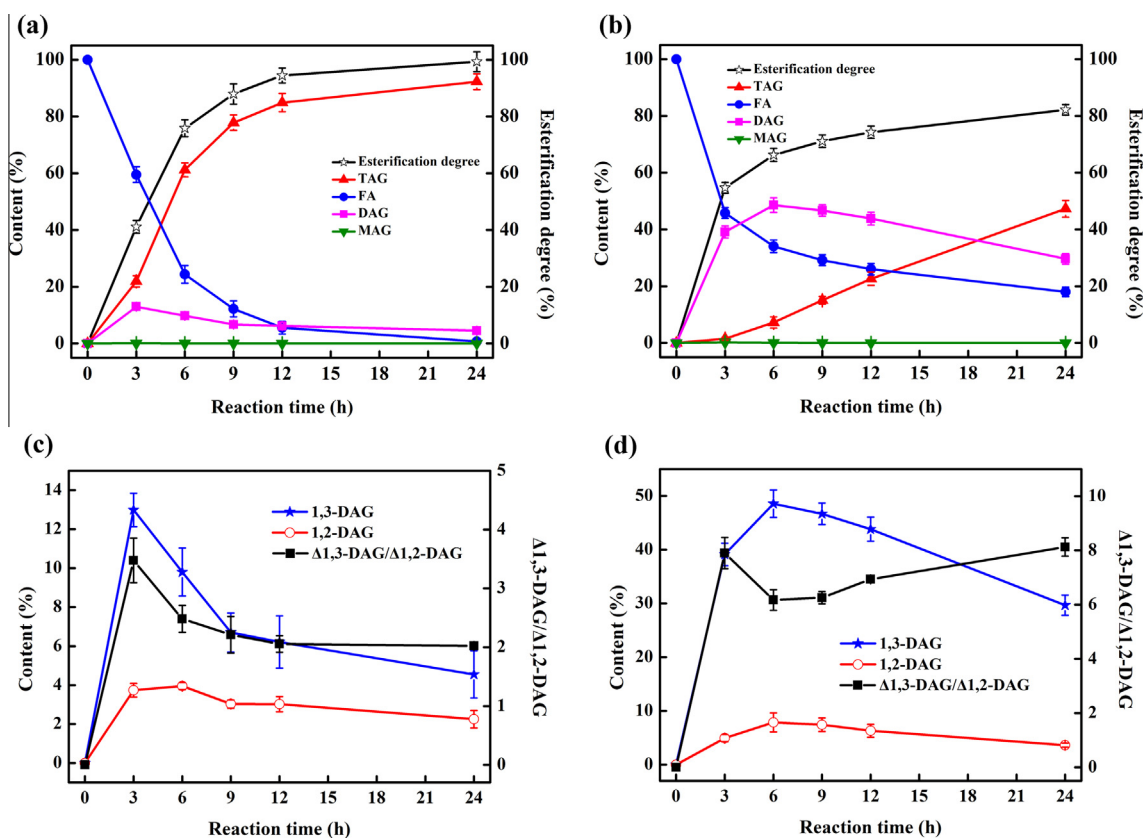 (a)
Content (%)
100
80
60
40
20
0
Esterification degree
TAG
FA
DAG
MAG
100
80
60
40
20
0
Esterification degree (%)
0 3 6 9 12 15 18 21 24
Reaction time (h)
(b)
Content (%)
100
80
60
40
20
0
Esterification degree
TAG
FA
DAG
MAG
100
80
60
40
20
0
Esterification degree (%)
0 3 6 9 12 15 18 21 24
Reaction time (h)
(c)
Content (%)
14
12
10
8
6
4
2
0
1,3-DAG
1,2-DAG
Δ1,3-DAG/Δ1,2-DAG
5
4
3
2
1
0
Δ1,3-DAG/Δ1,2-DAG
0 3 6 9 12 15 18 21 24
Reaction time (h)
(d)
Content (%)
50
40
30
20
10
0
1,3-DAG
1,2-DAG
Δ1,3-DAG/Δ1,2-DAG
10
8
6
4
2
0
Δ1,3-DAG/Δ1,2-DAG
0 3 6 9 12 15 18 21 24
Reaction time (h)